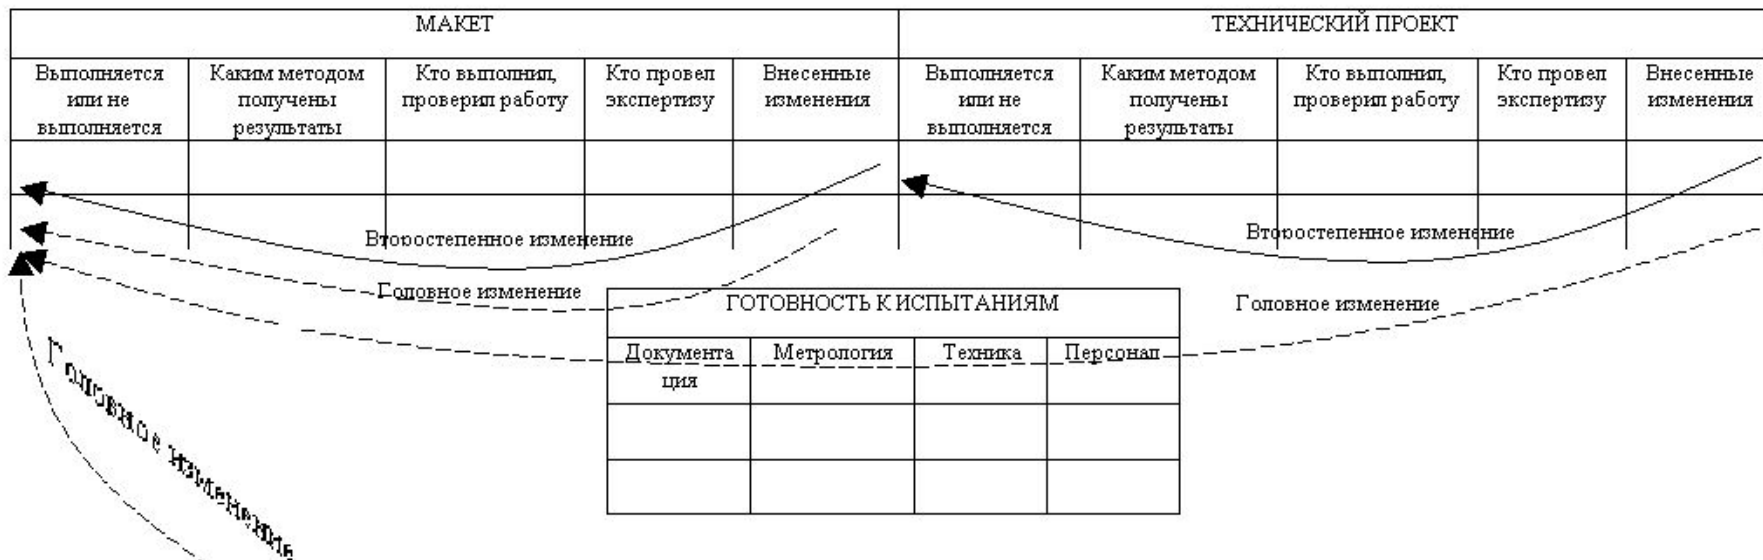 МАКЕТ
ТЕХНИЧЕСКИЙ ПРОЕКТ
Выполняется
или не
выполняется
Каким методом
получены
результаты
Кто выполнил,
проверил работу
Кто провел
экспертизу
Внесенные
изменения
Выполняется
или не
выполняется
Каким методом
получены
результаты
Кто выполнил,
проверил работу
Кто провел
экспертизу
Внесенные
изменения
Второстепенное изменение
Второстепенное изменение
Головное изменение
Головное изменение
ГОТОВНОСТЬ К ИСПЫТАНИЯМ
Документа
ция
Метрология
Техника
Персонал
Головное изменение